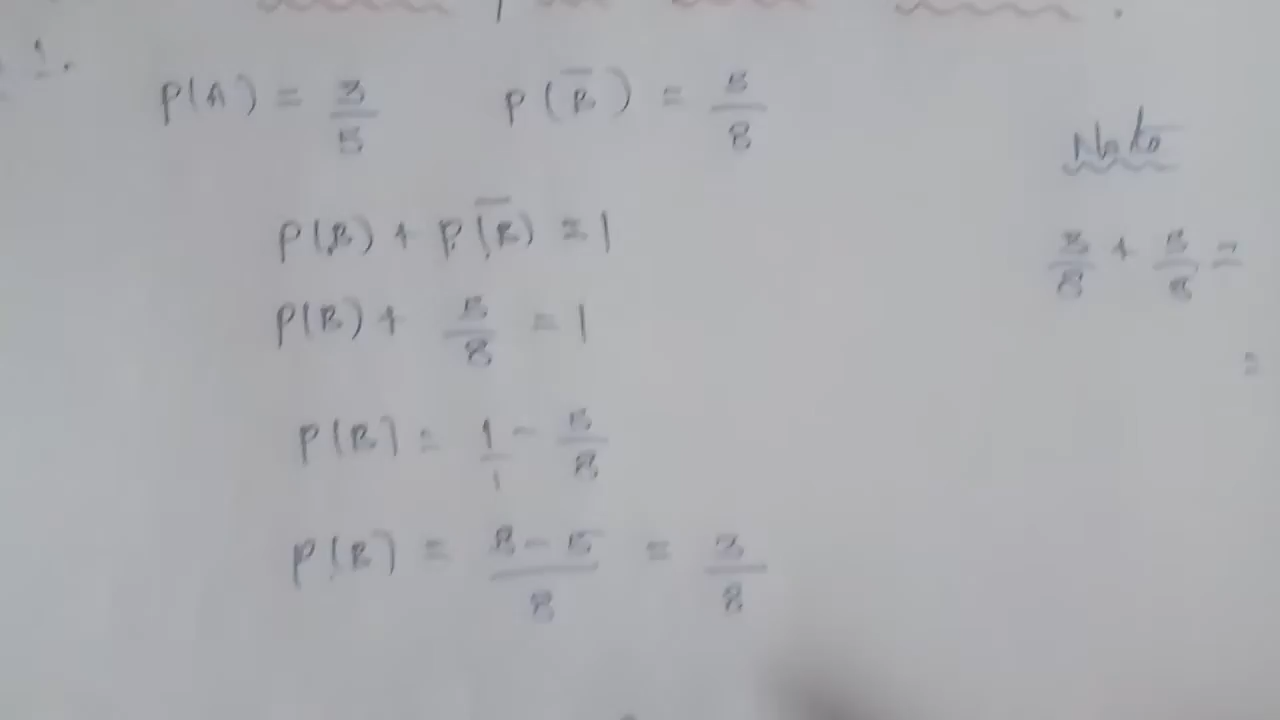 1.
P(A) = 3/5 P(B̅) = 5/8
P(B) + P(B̅) = 1
P(B) + 5/8 = 1
P(B) = 1/1 - 5/8
P(B) = 8-5/8 = 3/8
Note
3/8 + 5/8 =
=